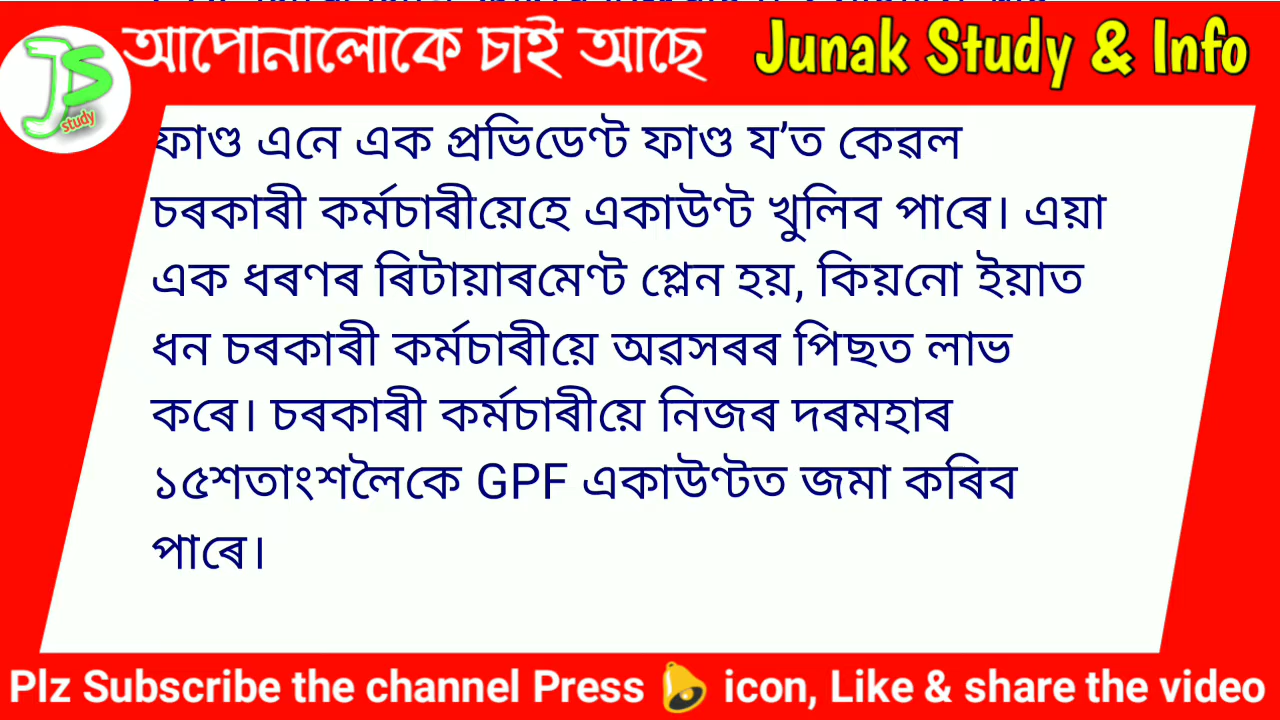 আপোনালোকে চাই আছে Junak Study & Info
JS
study
ফাণ্ড এনে এক প্ৰভিডেণ্ট ফাণ্ড য’ত কেৱল
চৰকাৰী কৰ্মচাৰীয়েহে একাউণ্ট খুলিব পাৰে। এয়া
এক ধৰণৰ ৰিটায়াৰমেণ্ট প্লেন হয়, কিয়নো ইয়াত
ধন চৰকাৰী কৰ্মচাৰীয়ে অৱসৰৰ পিছত লাভ
কৰে। চৰকাৰী কৰ্মচাৰীয়ে নিজৰ দৰমহাৰ
১৫শতাংশলৈকে GPF একাউণ্টত জমা কৰিব
পাৰে।
Plz Subscribe the channel Press 🔔 icon, Like & share the video